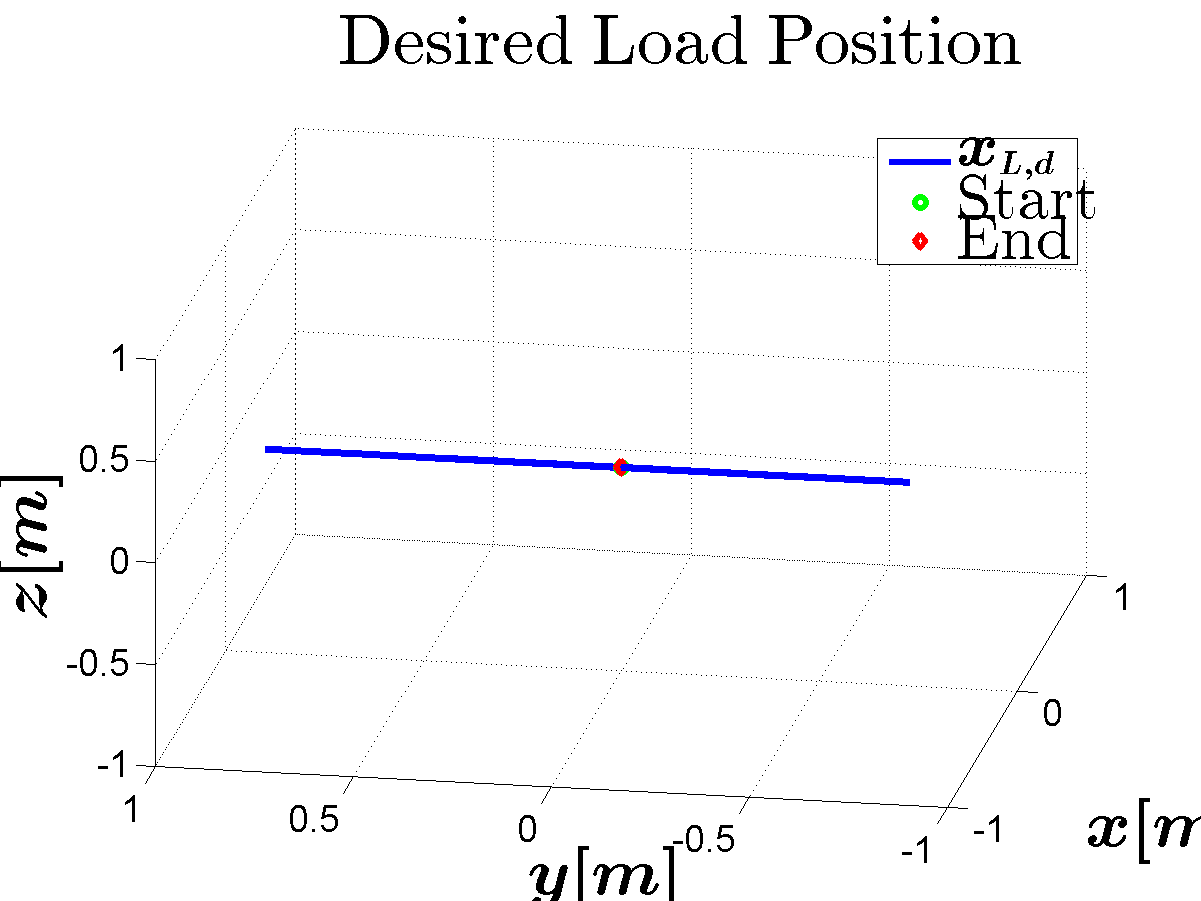 Desired Load Position
x_{L,d}
Start
End
1
0.5
0
-0.5
-1
z[m]
1
0.5
0
-0.5
-1
y[m]
1
0
-1
x[m